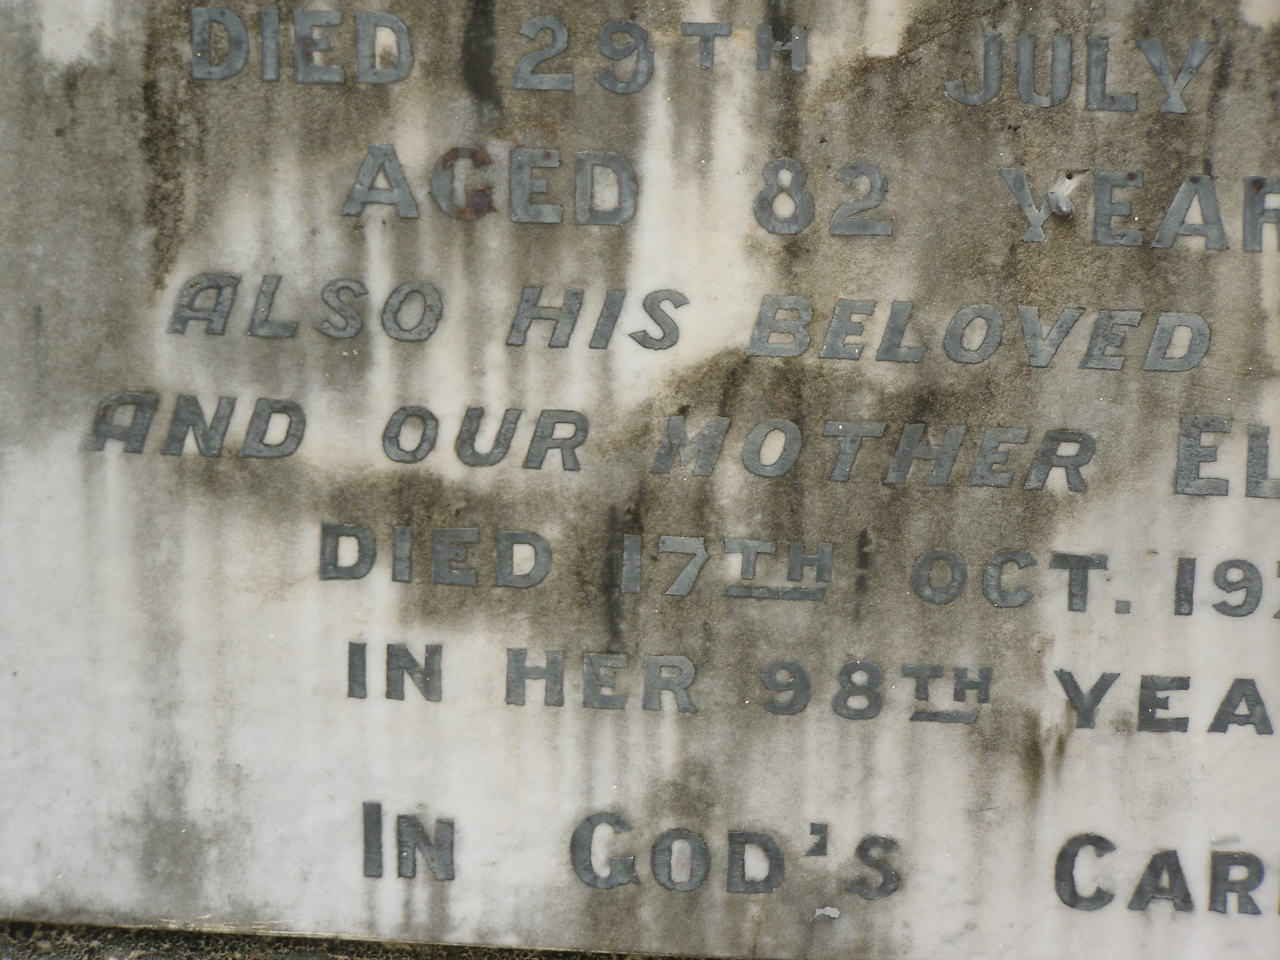 DIED 29TH JULY
AGED 82 YEAR
ALSO HIS BELOVED
AND OUR MOTHER EL
DIED 17TH OCT. 19
IN HER 98TH YEA
IN GOD'S CAR